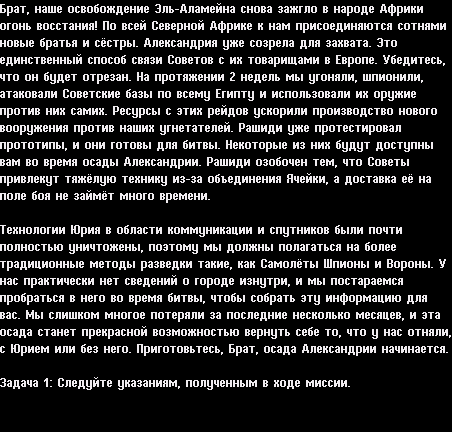 Брат, наше освобождение Эль-Аламейна снова зажгло в народе Африки
огонь восстания! По всей Северной Африке к нам присоединяются сотнями
новые братья и сёстры. Александрия уже созрела для захвата. Это
единственный способ связи Советов с их товарищами в Европе. Убедитесь,
что он будет отрезан. На протяжении 2 недель мы угоняли, шпионили,
атаковали Советские базы по всему Египту и использовали их оружие
против них самих. Ресурсы с этих рейдов ускорили производство нового
вооружения против наших угнетателей. Рашиди уже протестировал
прототипы, и они готовы для битвы. Некоторые из них будут доступны
вам во время осады Александрии. Рашиди озобочен тем, что Советы
привлекут тяжёлую технику из-за объединения Ячейки, а доставка её на
поле боя не займёт много времени.
Технологии Юрия в области коммуникации и спутников были почти
полностью уничтожены, поэтому мы должны полагаться на более
традиционные методы разведки такие, как Самолёты Шпионы и Вороны. У
нас практически нет сведений о городе изнутри, и мы постараемся
пробраться в него во время битвы, чтобы собрать эту информацию для
вас. Мы слишком многое потеряли за последние несколько месяцев, и эта
осада станет прекрасной возможностью вернуть себе то, что у нас отняли,
с Юрием или без него. Приготовьтесь, Брат, осада Александрии начинается.
Задача 1: Следуйте указаниям, полученным в ходе миссии.